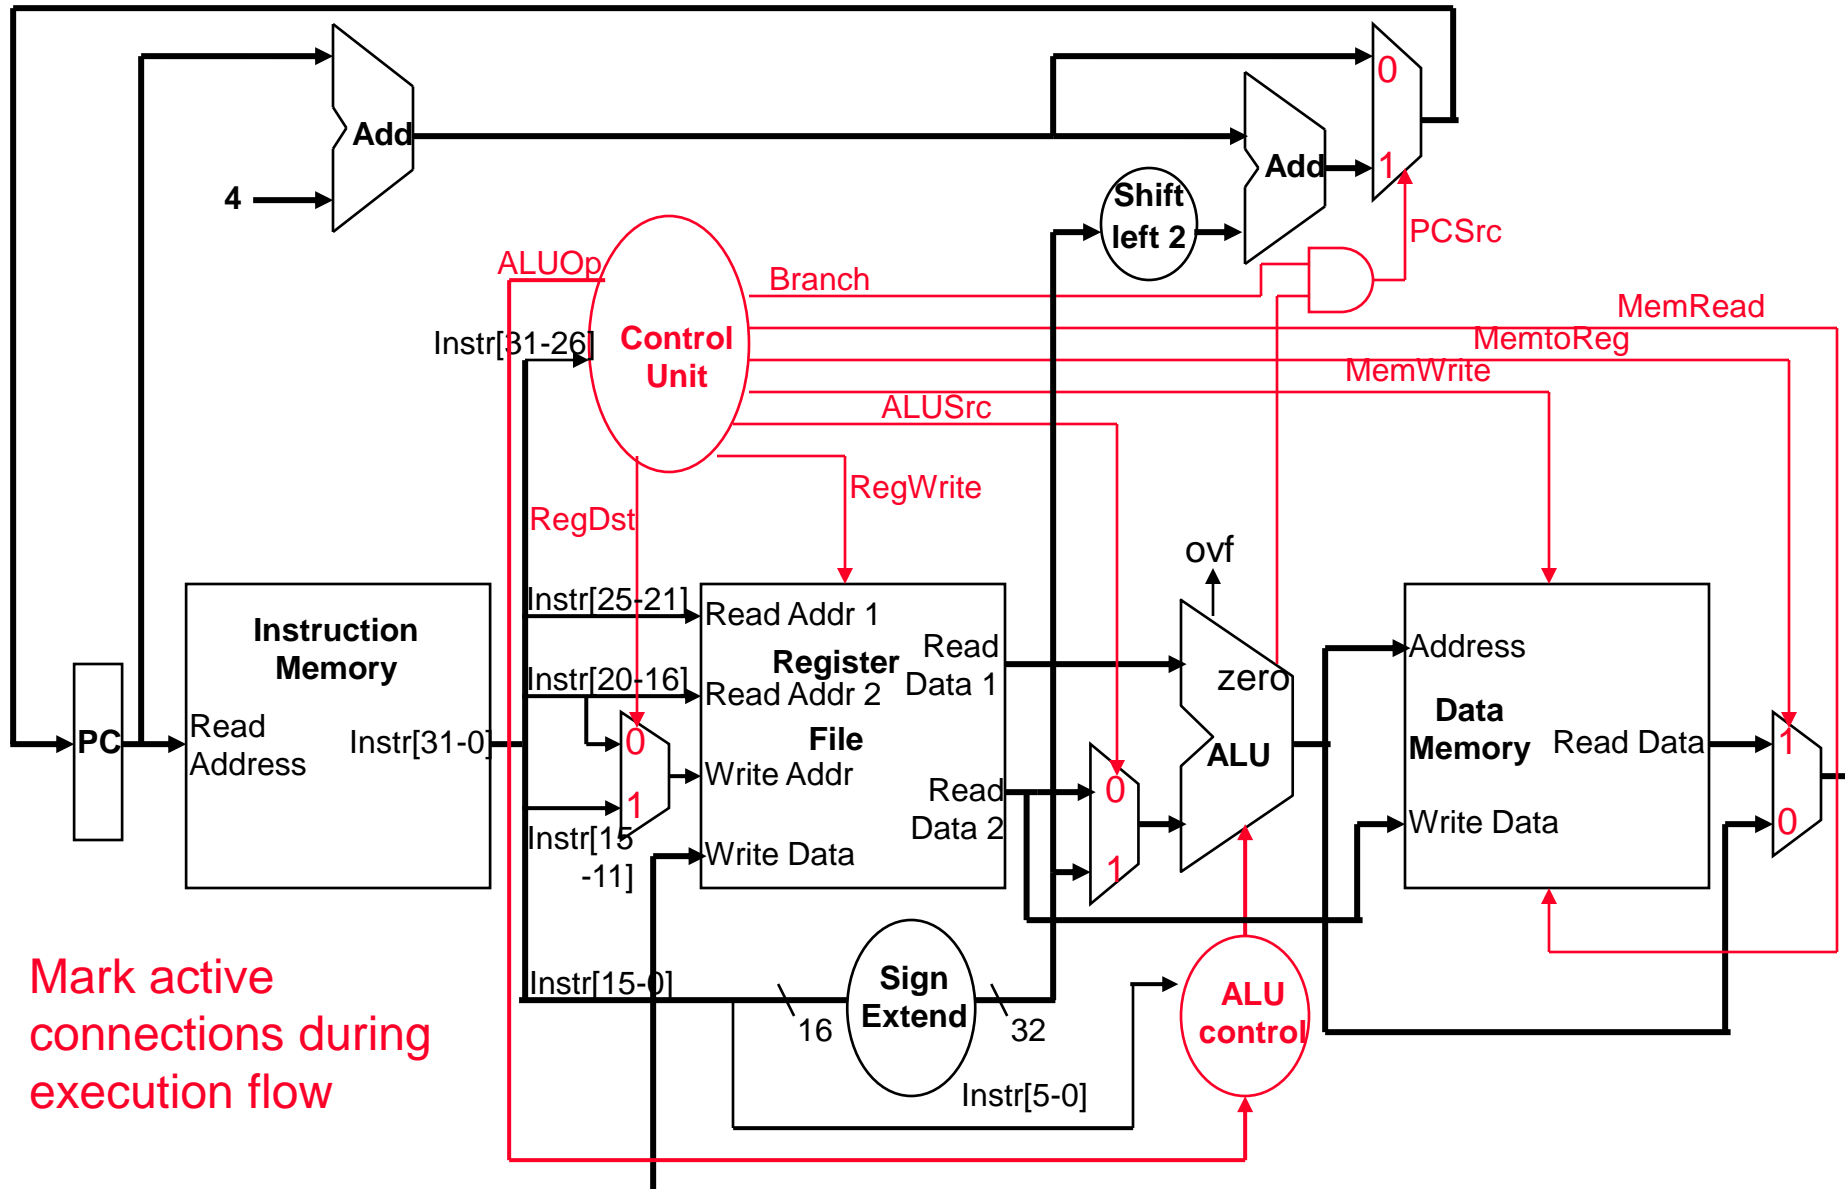 0
Add
1
Add
4
Shift
left 2
PCSrc
ALUOp
Branch
MemRead
Instr[31-26]
Control
Unit
MemtoReg
MemWrite
ALUSrc
RegWrite
RegDst
ovf
Instr[25-21]
Read Addr 1
Instruction
Memory
Register
Read
Data 1
Address
Instr[20-16]
Read Addr 2
zero
Data
Memory
PC
Read
Address
Instr[31-0]
0
File
Write Addr
ALU
Read Data
1
1
Read
Data 2
0
Write Data
0
Instr[15
-11]
Write Data
1
Mark active
connections during
execution flow
Instr[15-0]
16
Sign
Extend
32
ALU
control
Instr[5-0]